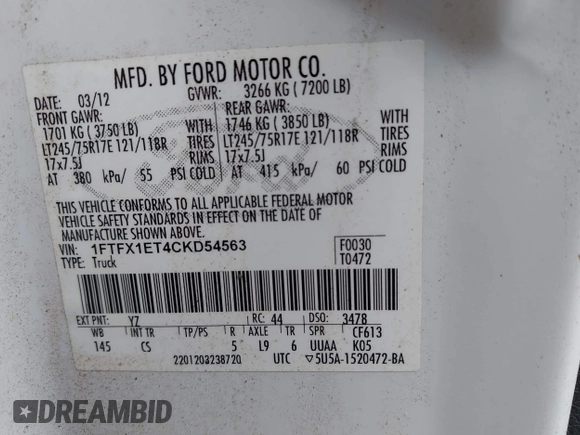 MFD. BY FORD MOTOR CO.
DATE: 03/12 GVWR: 3266 KG ( 7200 LB)
FRONT GAWR: REAR GAWR:
1701 KG ( 3750 LB) 1746 KG ( 3850 LB)
LT245/75R17E 121/118R TIRES LT245/75R17E 121/118R TIRES
17x7.5J RIMS 17x7.5J RIMS
AT 380 kPa/ 55 PSI COLD AT 415 kPa/ 60 PSI COLD
THIS VEHICLE CONFORMS TO ALL APPLICABLE FEDERAL MOTOR
VEHICLE SAFETY STANDARDS IN EFFECT ON THE DATE OF
MANUFACTURE SHOWN ABOVE.
VIN: 1FTFX1ET4CKD54563 F0030
TYPE: Truck T0472
EXT PNT: YZ RC: 44 DSO: 3478
WB INT TR TP/PS R AXLE TR SPR CF613
145 CS 5 L9 6 UUAA K05
2201203238720 UTC ▽5U5A-1520472-BA
Ford
DREAMBID